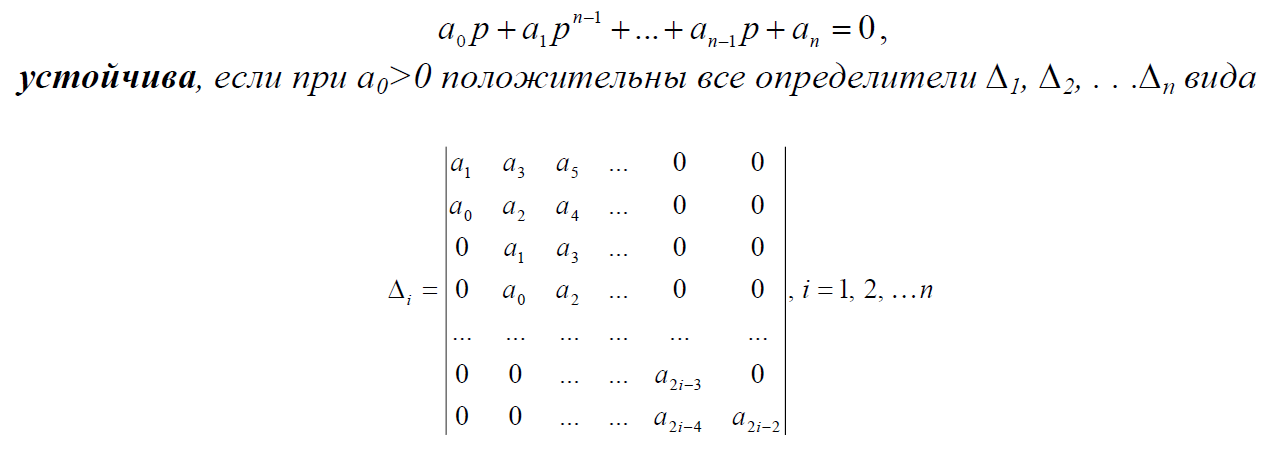 a₀p + a₁pⁿ⁻¹ + ... + aₙ₋₁p + aₙ = 0,
устойчива, если при a₀>0 положительны все определители Δ₁, Δ₂, . . .Δₙ вида
a₁ a₃ a₅ ... 0 0
a₀ a₂ a₄ ... 0 0
0 a₁ a₃ ... 0 0
Δᵢ = 0 a₀ a₂ ... 0 0 , i = 1, 2, …n
... ... ... ... ... ...
0 0 ... ... a₂ᵢ₋₃ 0
0 0 ... ... a₂ᵢ₋₄ a₂ᵢ₋₂